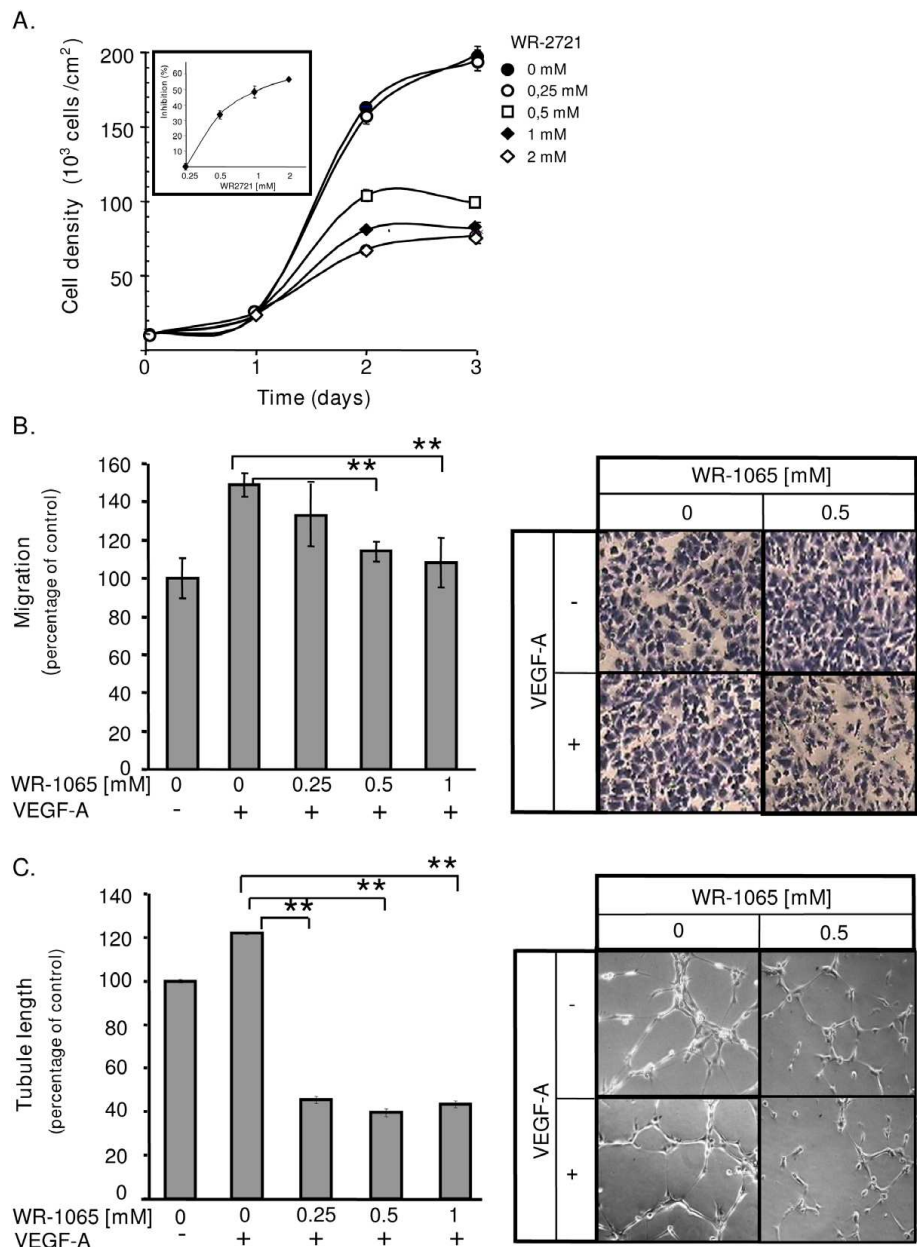 A.
WR-2721
0 mM
0,25 mM
0,5 mM
1 mM
2 mM
Cell density (10³ cells /cm²)
200
150
100
50
0 1 2 3
Time (days)
Inhibition (%)
60
50
40
30
20
10
0.25 0.5 1 2
WR2721 [mM]
B.
Migration
(percentage of control)
160
140
120
100
80
60
40
20
0
**
**
WR-1065 [mM] 0 0 0.25 0.5 1
VEGF-A - + + + +
WR-1065 [mM]
0 0.5
VEGF-A
-
+
C.
Tubule length
(percentage of control)
140
120
100
80
60
40
20
0
**
**
**
WR-1065 [mM] 0 0 0.25 0.5 1
VEGF-A - + + + +
WR-1065 [mM]
0 0.5
VEGF-A
-
+